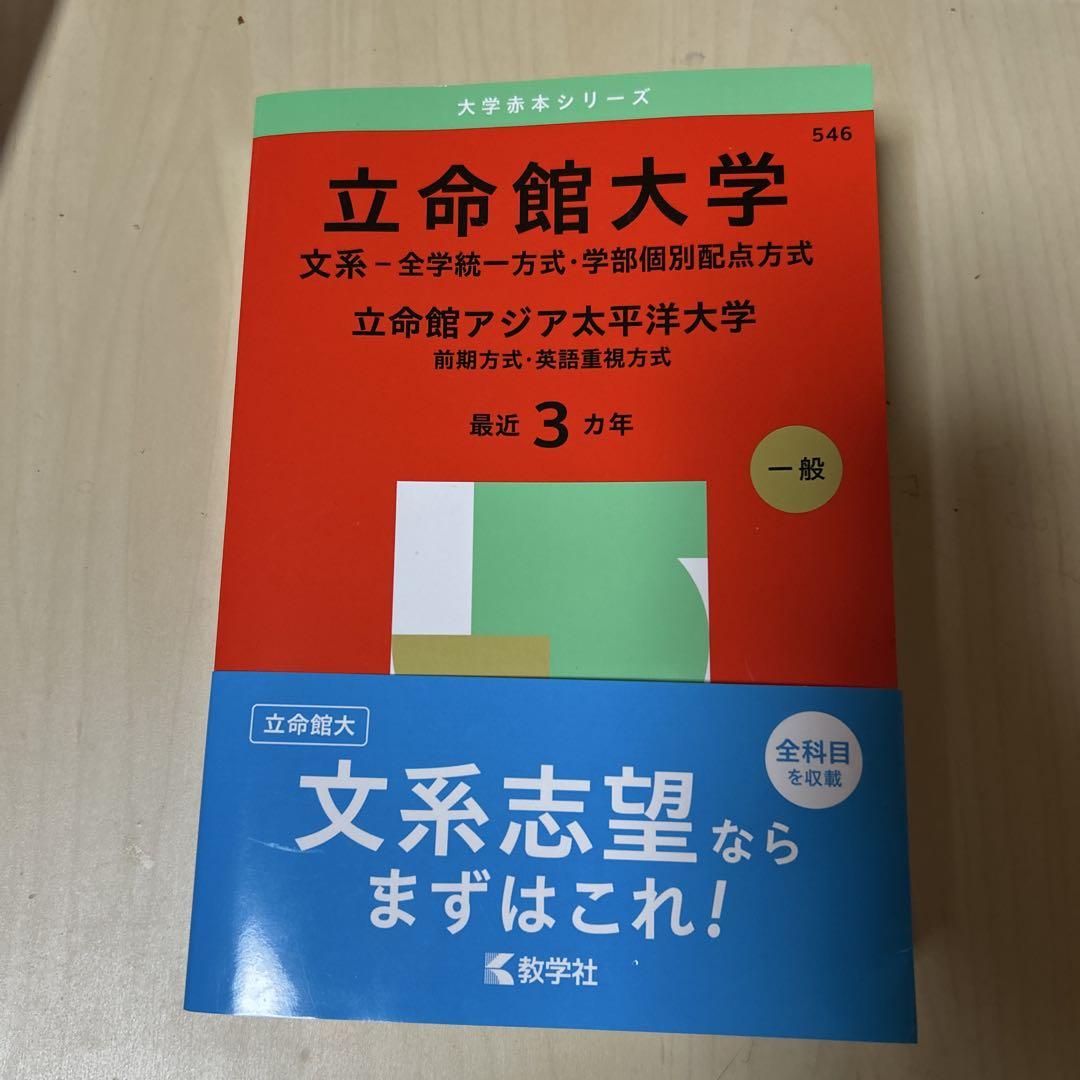 大学赤本シリーズ
546
立命館大学
文系－全学統一方式・学部個別配点方式
立命館アジア太平洋大学
前期方式・英語重視方式
最近3カ年
一般
立命館大
全科目
を収載
文系志望なら
まずはこれ!
教学社